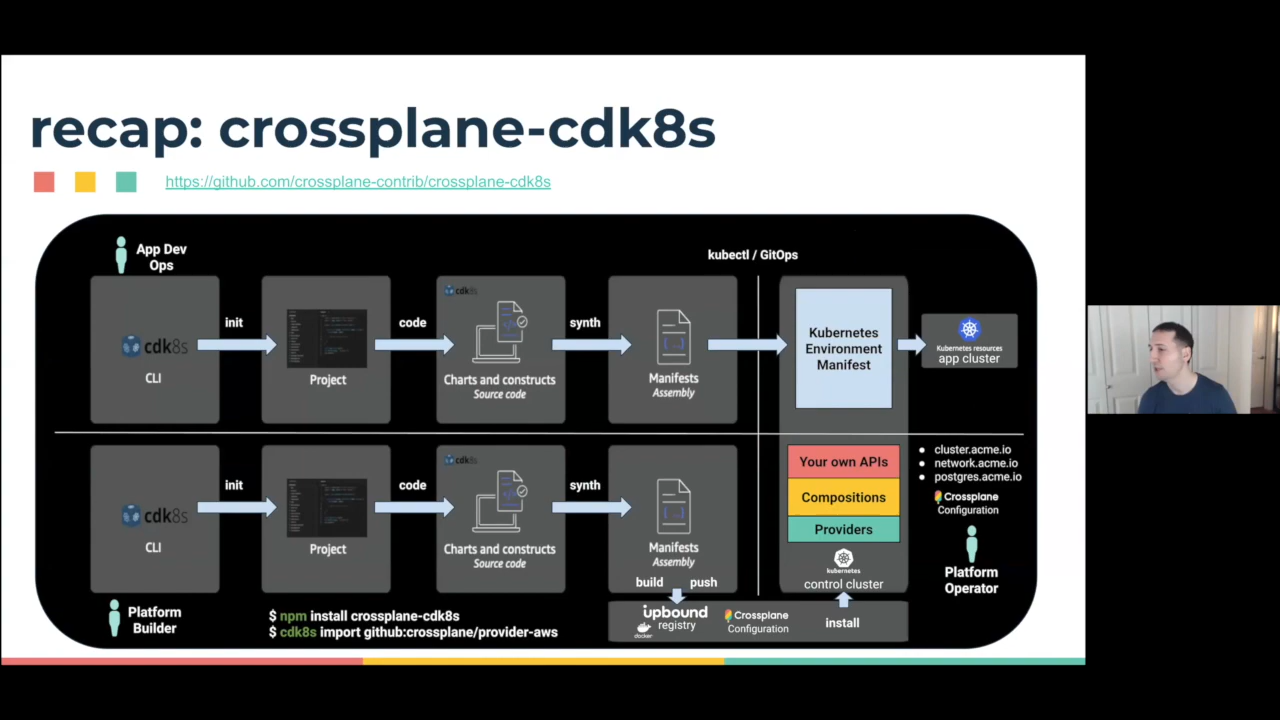 recap: crossplane-cdk8s
https://github.com/crossplane-contrib/crossplane-cdk8s
App Dev
Ops
kubectl / GitOps
cdk8s
CLI
init
Project
code
cdk8s
Charts and constructs
Source code
synth
Manifests
Assembly
Kubernetes
Environment
Manifest
Kubernetes resources
app cluster
cdk8s
CLI
init
Project
code
cdk8s
Charts and constructs
Source code
synth
Manifests
Assembly
build push
Your own APIs
Compositions
Providers
kubernetes
control cluster
cluster.acme.io
network.acme.io
postgres.acme.io
Crossplane
Configuration
Platform
Operator
Platform
Builder
$ npm install crossplane-cdk8s
$ cdk8s import github:crossplane/provider-aws
upbound
registry
docker
Crossplane
Configuration
install